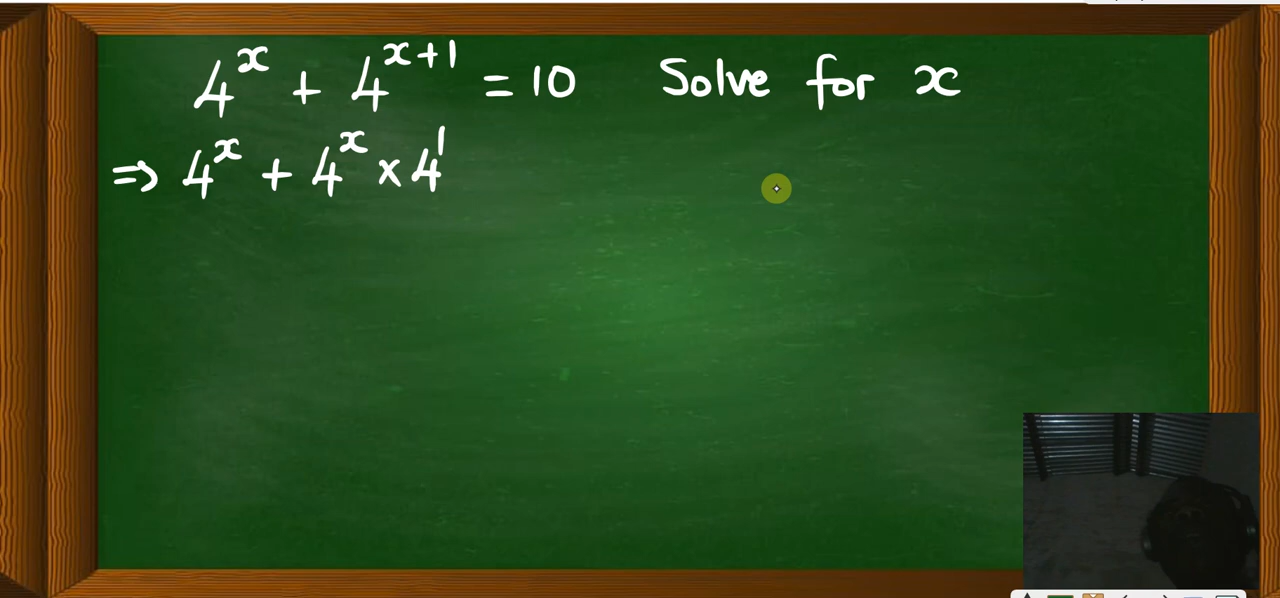 4^x + 4^{x+1} = 10 Solve for x
⇒ 4^x + 4^x × 4^1